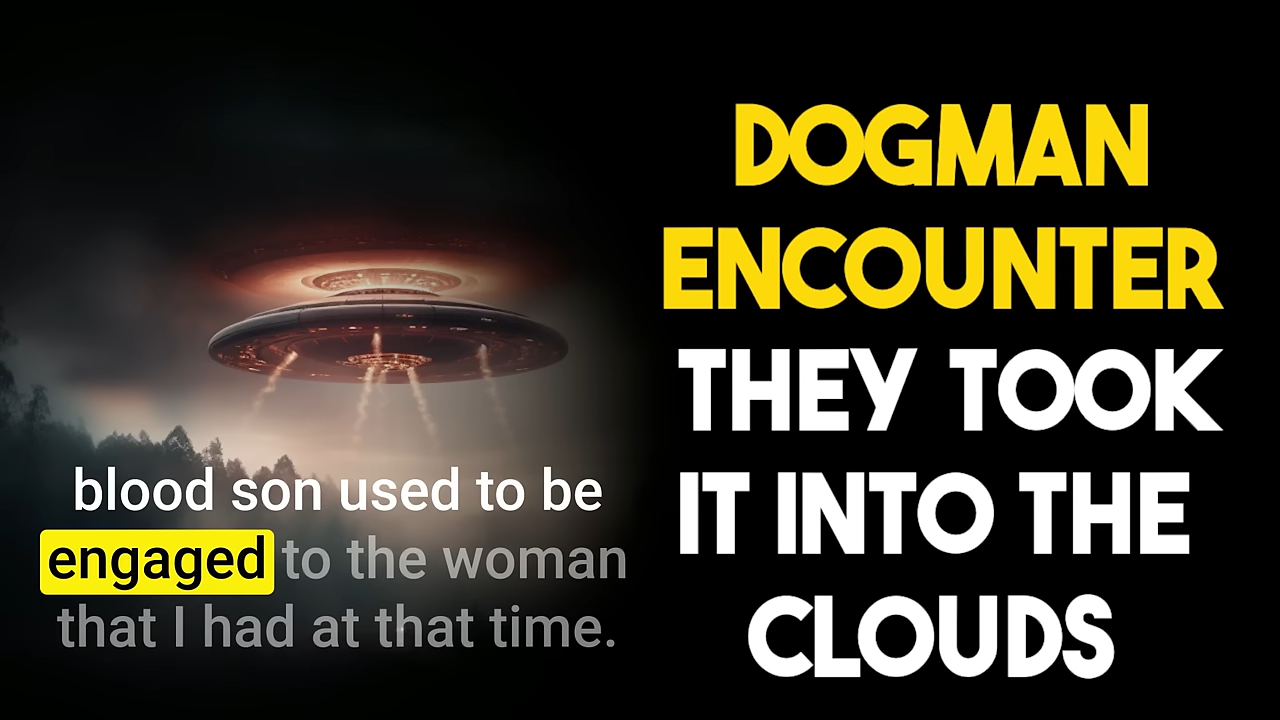 blood son used to be
engaged to the woman
that I had at that time.
DOGMAN
ENCOUNTER
THEY TOOK
IT INTO THE
CLOUDS